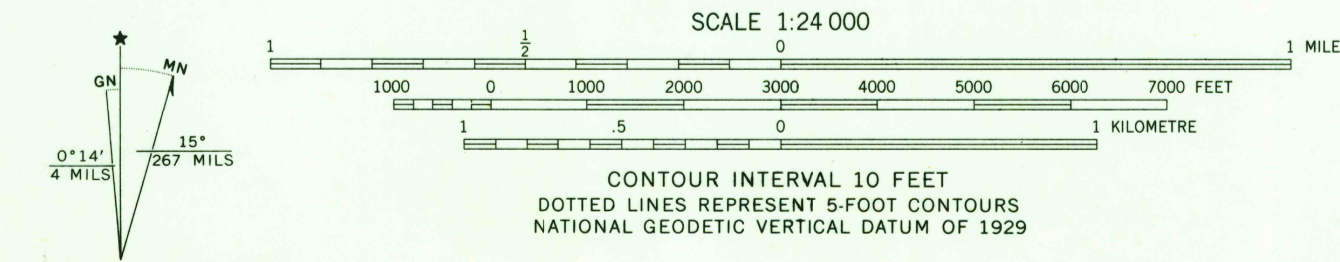 SCALE 1:24 000
1 1/2 0 1 MILE
1000 0 1000 2000 3000 4000 5000 6000 7000 FEET
1 .5 0 1 KILOMETRE
CONTOUR INTERVAL 10 FEET
DOTTED LINES REPRESENT 5-FOOT CONTOURS
NATIONAL GEODETIC VERTICAL DATUM OF 1929
★
GN
MN
0°14′
4 MILS
15°
267 MILS